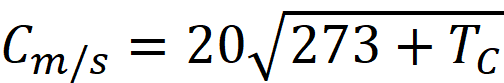 C_{m/s} = 20√(273 + T_C)